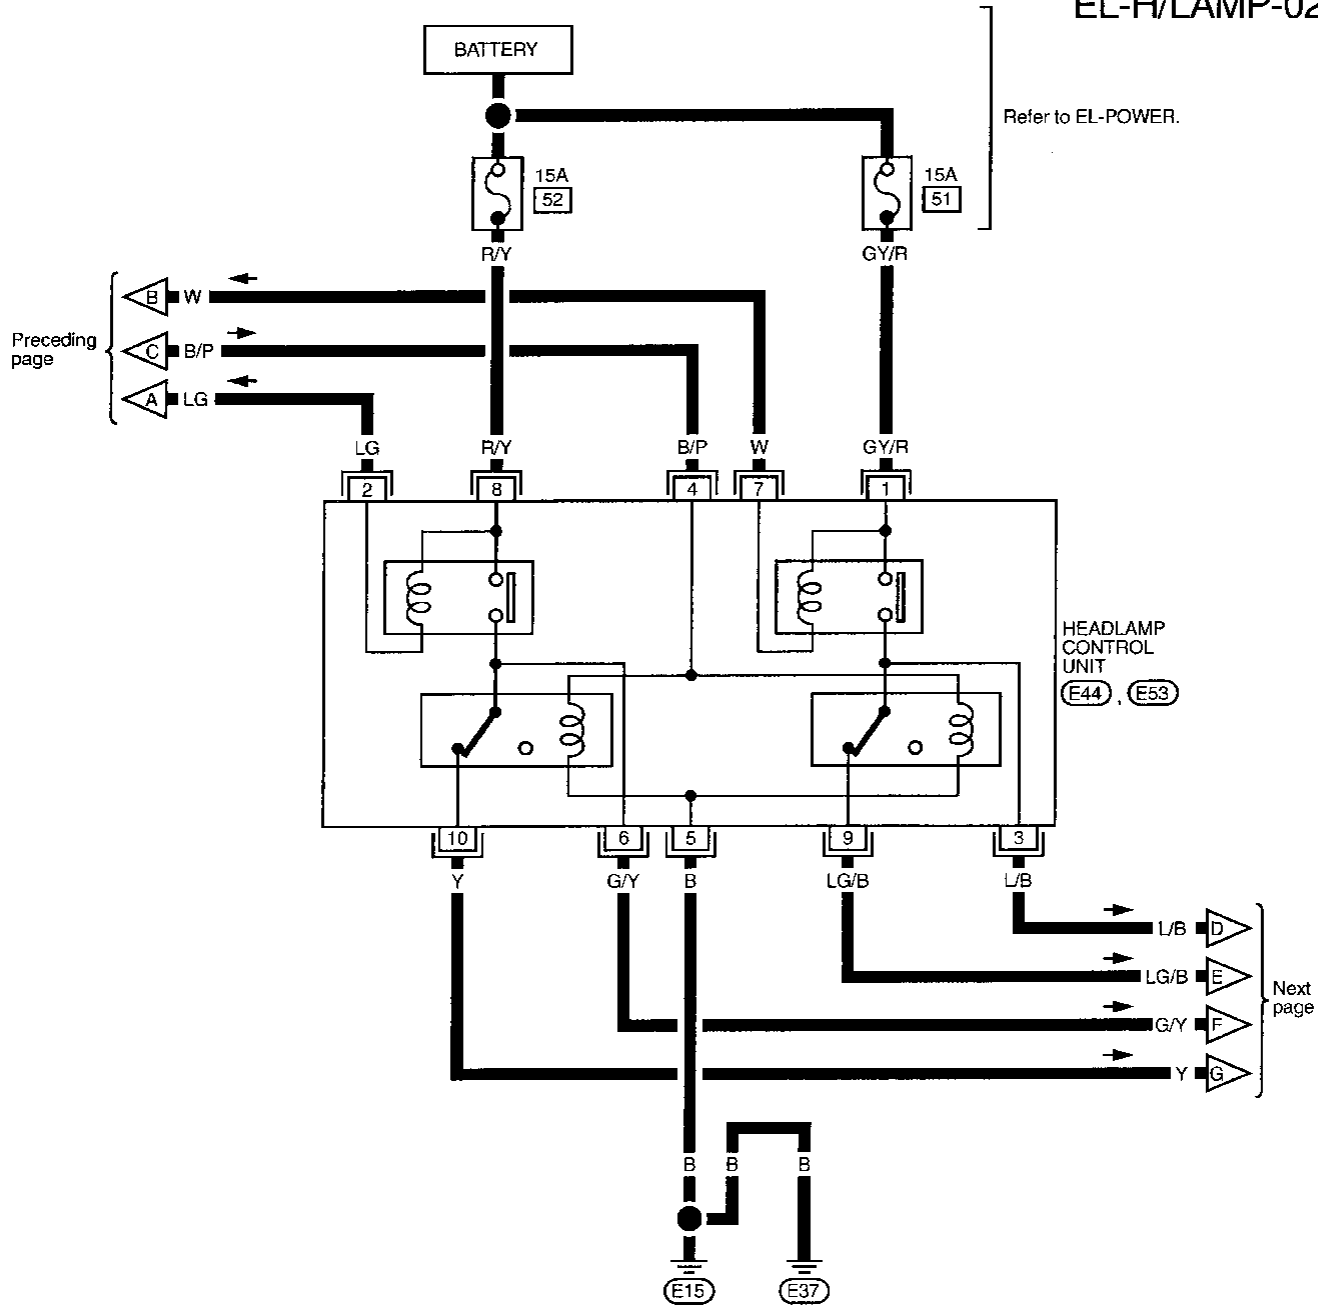 EL-H/LAMP-02
BATTERY
Refer to EL-POWER.
15A
52
15A
51
R/Y
GY/R
Preceding
page
B W
C B/P
A LG
LG
R/Y
B/P
W
GY/R
2
8
4
7
1
HEADLAMP
CONTROL
UNIT
E44 , E53
10
6
5
9
3
Y
G/Y
B
LG/B
L/B
L/B D
LG/B E
G/Y F
Y G
Next
page
B
B
B
E15
E37